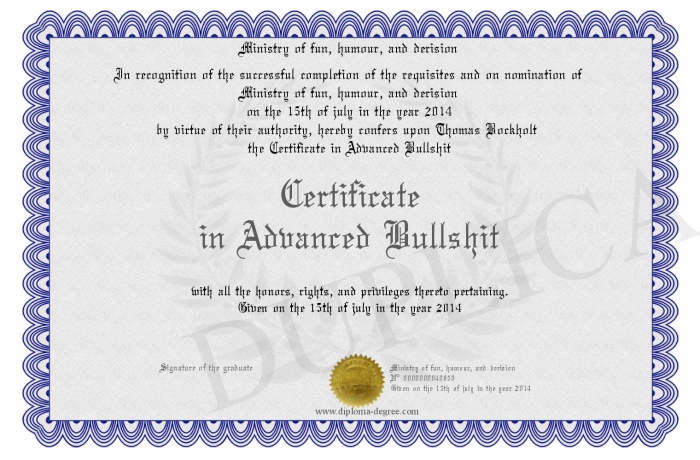 Ministry of fun, humour, and derision
In recognition of the successful completion of the requisites and on nomination of
Ministry of fun, humour, and derision
on the 15th of july in the year 2014
by virtue of their authority, hereby confers upon Thomas Bockholt
the Certificate in Advanced Bullshit
Certificate
in Advanced Bullshit
with all the honors, rights, and privileges thereto pertaining.
Given on the 15th of july in the year 2014
DUPLICA
Signature of the graduate
Ministry of fun, humour, and derision
N°
Given on the 15th of july in the year 2014
www.diploma-degree.com